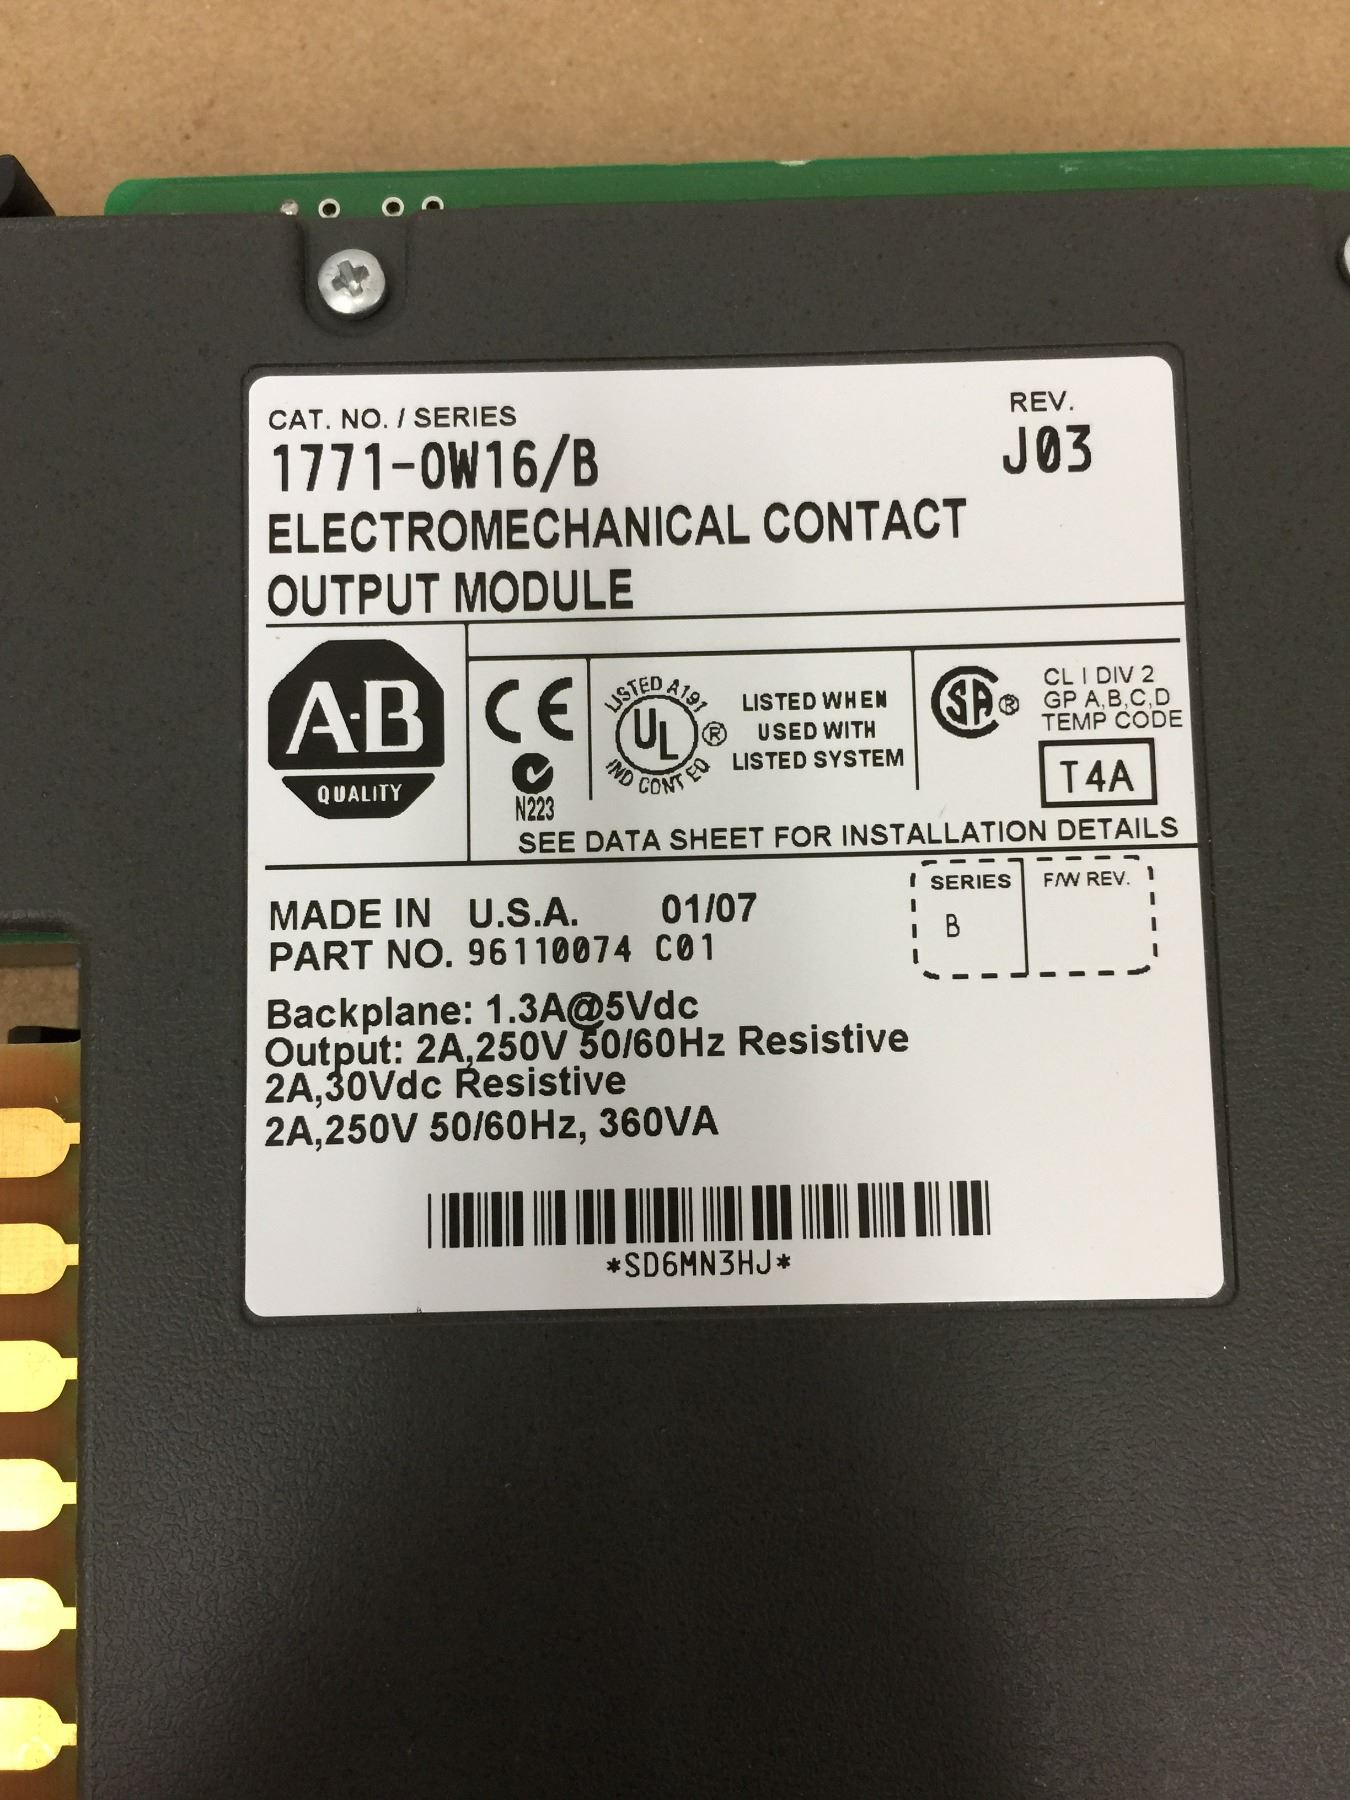 CAT. NO. / SERIES
REV.
1771-OW16/B
J03
ELECTROMECHANICAL CONTACT
OUTPUT MODULE
A-B
QUALITY
CE
N223
LISTED A191
UL ®
IND CONT EQ
LISTED WHEN
USED WITH
LISTED SYSTEM
SA ®
CL I DIV 2
GP A,B,C,D
TEMP CODE
T4A
SEE DATA SHEET FOR INSTALLATION DETAILS
MADE IN U.S.A. 01/07
PART NO. 96110074 C01
SERIES
B
F/W REV.
Backplane: 1.3A@5Vdc
Output: 2A,250V 50/60Hz Resistive
2A,30Vdc Resistive
2A,250V 50/60Hz, 360VA
*SD6MN3HJ*